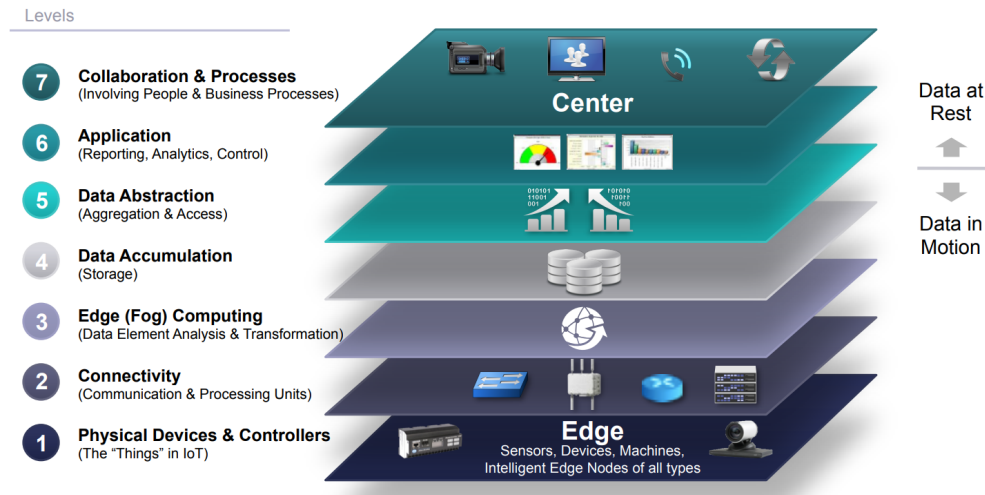 Levels
7
Collaboration & Processes
(Involving People & Business Processes)
6
Application
(Reporting, Analytics, Control)
5
Data Abstraction
(Aggregation & Access)
4
Data Accumulation
(Storage)
3
Edge (Fog) Computing
(Data Element Analysis & Transformation)
2
Connectivity
(Communication & Processing Units)
1
Physical Devices & Controllers
(The “Things” in IoT)
Center
010101
11001
001
Edge
Sensors, Devices, Machines,
Intelligent Edge Nodes of all types
Data at
Rest
Data in
Motion